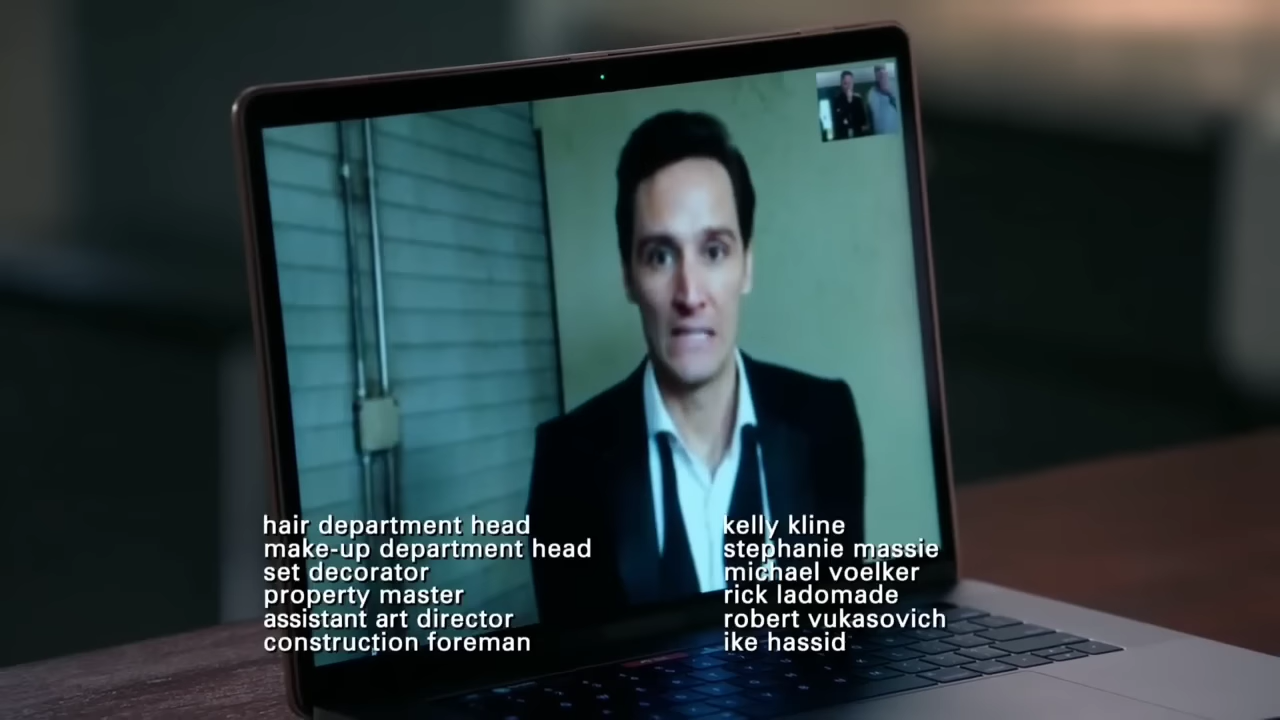 hair department head kelly kline
make-up department head stephanie massie
set decorator michael voelker
property master rick ladomade
assistant art director robert vukasovich
construction foreman ike hassid